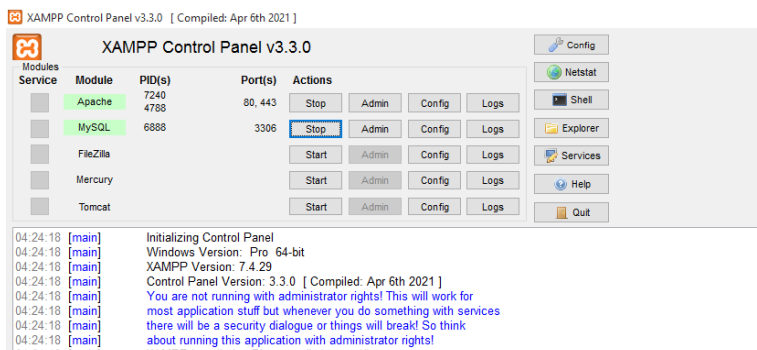 XAMPP Control Panel v3.3.0 [ Compiled: Apr 6th 2021 ]
XAMPP Control Panel v3.3.0
Config
Modules
Service Module PID(s) Port(s) Actions
Netstat
Apache 7240 4788 80, 443 Stop Admin Config Logs
Shell
MySQL 6888 3306 Stop Admin Config Logs
Explorer
FileZilla Start Admin Config Logs
Services
Mercury Start Admin Config Logs
Help
Tomcat Start Admin Config Logs
Quit
04:24:18 [main] Initializing Control Panel
04:24:18 [main] Windows Version: Pro 64-bit
04:24:18 [main] XAMPP Version: 7.4.29
04:24:18 [main] Control Panel Version: 3.3.0 [ Compiled: Apr 6th 2021 ]
04:24:18 [main] You are not running with administrator rights! This will work for
04:24:18 [main] most application stuff but whenever you do something with services
04:24:18 [main] there will be a security dialogue or things will break! So think
04:24:18 [main] about running this application with administrator rights!